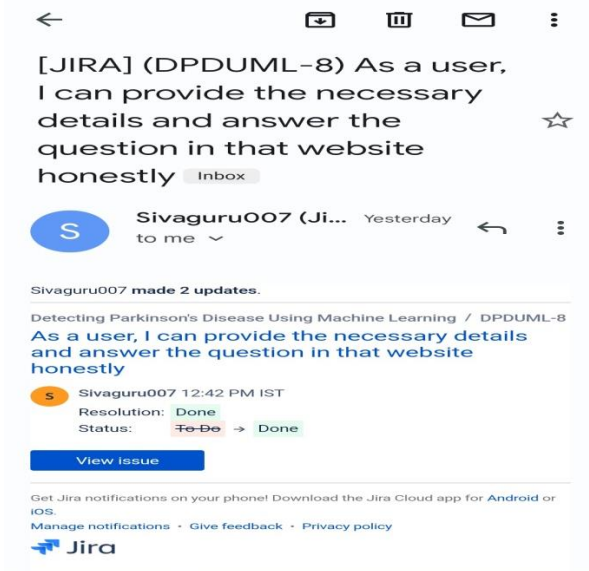 [JIRA] (DPDUML-8) As a user,
I can provide the necessary
details and answer the
question in that website
honestly Inbox
S
Sivaguru007 (Ji... Yesterday
to me
Sivaguru007 made 2 updates.
Detecting Parkinson's Disease Using Machine Learning / DPDUML-8
As a user, I can provide the necessary details
and answer the question in that website
honestly
S Sivaguru007 12:42 PM IST
Resolution: Done
Status: To Do → Done
View issue
Get Jira notifications on your phone! Download the Jira Cloud app for Android or
iOS.
Manage notifications · Give feedback · Privacy policy
Jira